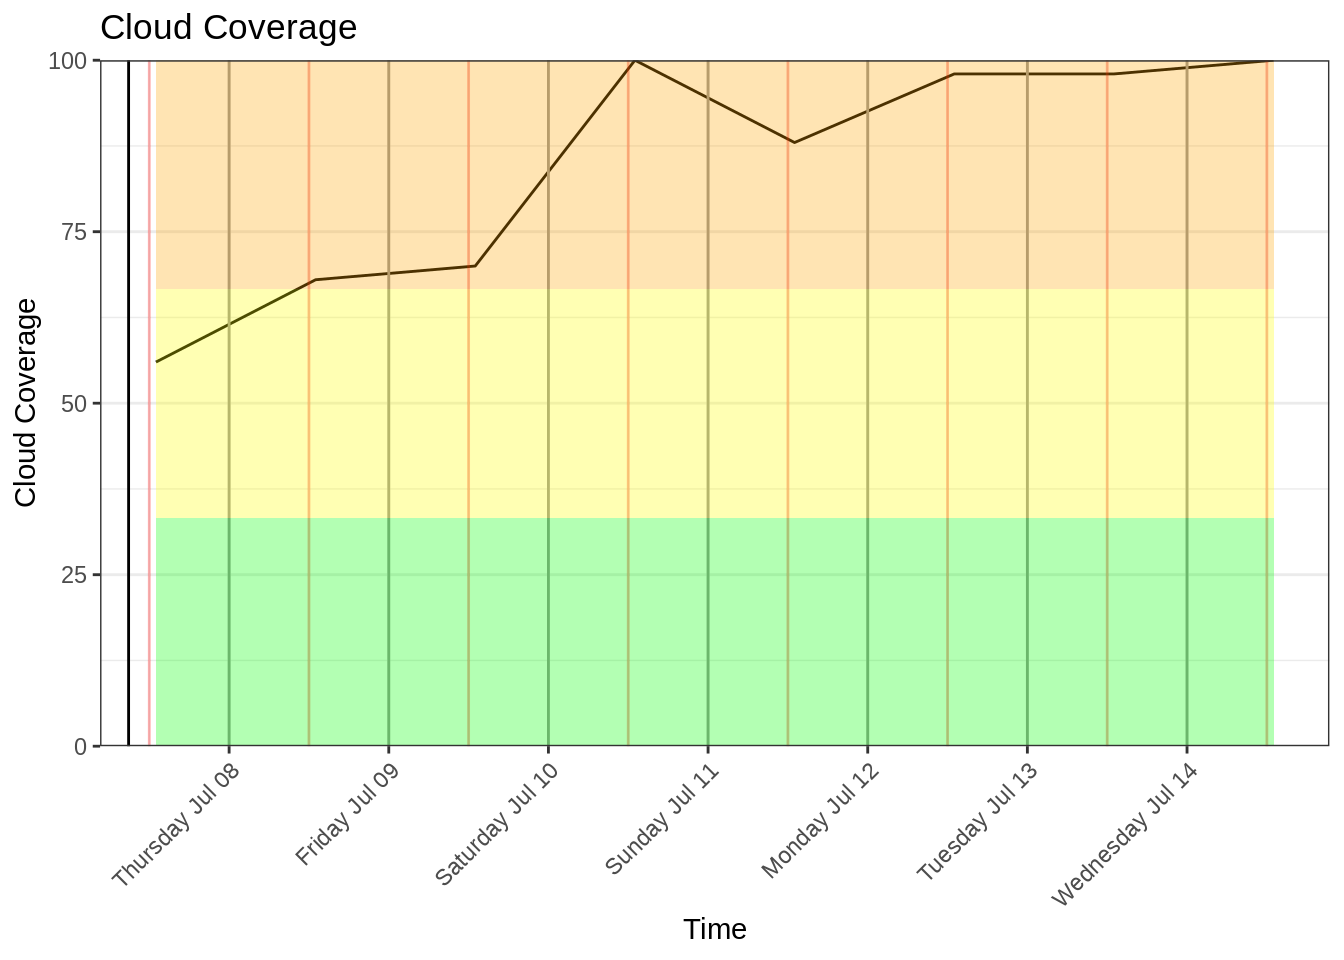 Cloud Coverage
Cloud Coverage
100
75
50
25
0
Thursday Jul 08
Friday Jul 09
Saturday Jul 10
Sunday Jul 11
Monday Jul 12
Tuesday Jul 13
Wednesday Jul 14
Time